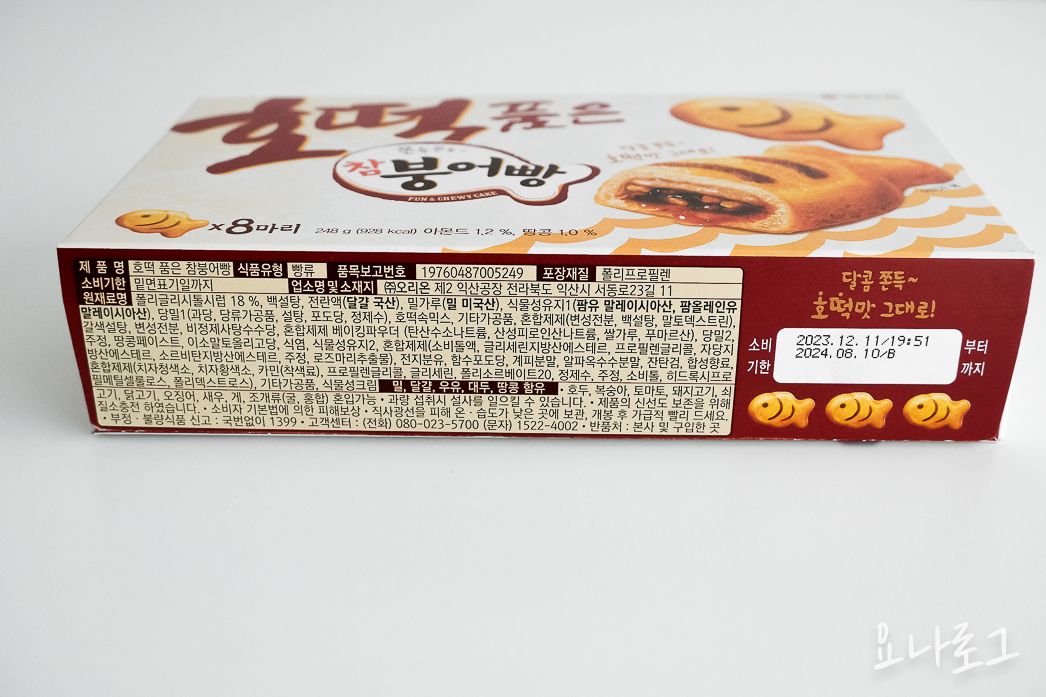 호떡 품은
참붕어빵
FUN & CHEWY CAKE
호떡맛 그대로!
x8마리 248 g (928 kcal) 아몬드 1.2 %, 땅콩 1.0 %
제 품 명 호떡 품은 참붕어빵 식품유형 빵류 품목보고번호 19760487005249 포장재질 폴리프로필렌
소비기한 밑면표기일까지 업소명 및 소재지 ㈜오리온 제2 익산공장 전라북도 익산시 서동로23길 11
원재료명 폴리글리시톨시럽 18 %, 백설탕, 전란액(달걀 국산), 밀가루(밀 미국산), 식물성유지1(팜유 말레이시아산, 팜올레인유
말레이시아산), 당밀1(과당, 당류가공품, 설탕, 포도당, 정제수), 호떡속믹스, 기타가공품, 혼합제제(변성전분, 백설탕, 말토덱스트린),
갈색설탕, 변성전분, 비정제사탕수수당, 혼합제제 베이킹파우더 (탄산수소나트륨, 산성피로인산나트륨, 쌀가루, 푸마르산), 당밀2,
주정, 땅콩페이스트, 이소말토올리고당, 식염, 식물성유지2, 혼합제제(소비톨액, 글리세린지방산에스테르, 프로필렌글리콜, 자당지
방산에스테르, 소르비탄지방산에스테르, 주정, 로즈마리추출물), 전지분유, 함수포도당, 계피분말, 알파옥수수분말, 잔탄검, 합성향료,
혼합제제(치자청색소, 치자황색소, 카민(착색료), 프로필렌글리콜, 글리세린, 폴리소르베이트20, 정제수, 주정, 소비톨, 히드록시프로
필메틸셀룰로스, 폴리덱스트로스), 기타가공품, 식물성크림 밀, 달걀, 우유, 대두, 땅콩 함유 • 호두, 복숭아, 토마토, 돼지고기, 쇠
고기, 닭고기, 오징어, 새우, 게, 조개류(굴, 홍합) 혼입가능 • 과량 섭취시 설사를 일으킬 수 있습니다. • 제품의 신선도 보존을 위해
질소충전 하였습니다. • 소비자 기본법에 의한 피해보상 • 직사광선을 피해 온·습도가 낮은 곳에 보관, 개봉 후 가급적 빨리 드세요.
• 부정·불량식품 신고 : 국번없이 1399 • 고객센터 : (전화) 080-023-5700 (문자) 1522-4002 • 반품처 : 본사 및 구입한 곳
달콤 쫀득~
호떡맛 그대로!
소비 2023.12.11/19:51 부터
기한 2024.08.10/B 까지
요나로그